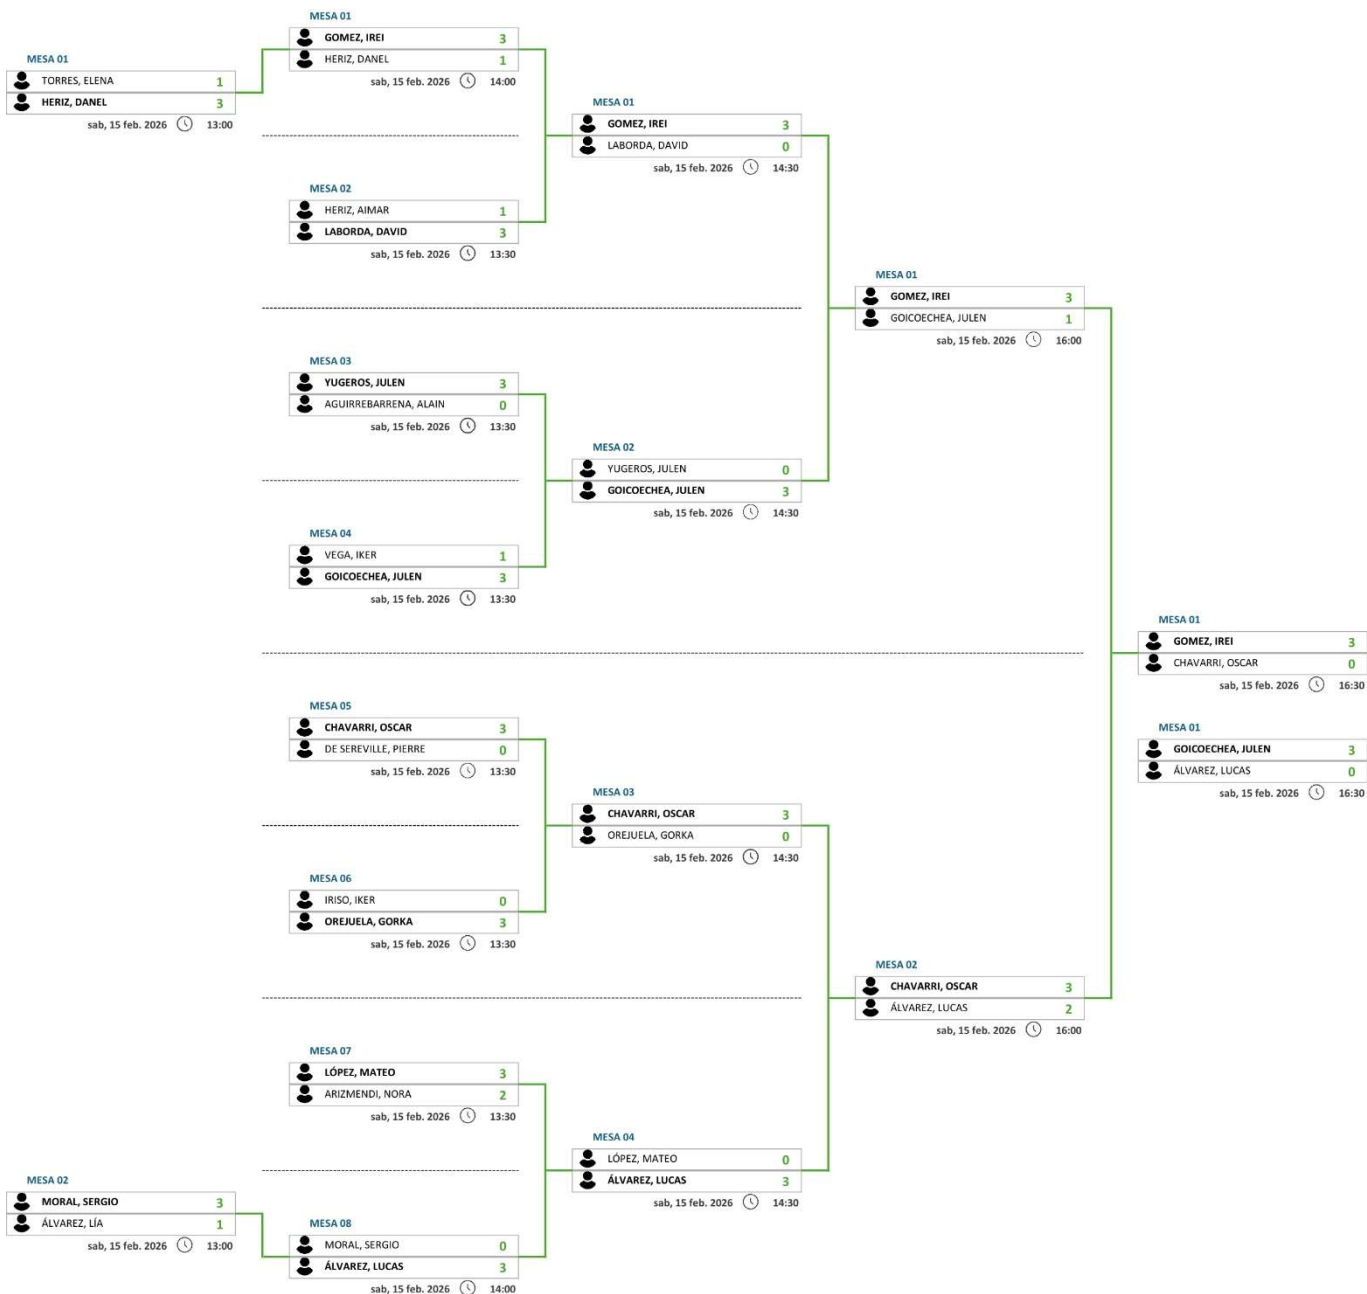 MESA 01
TORRES, ELENA 1
HERIZ, DANEL 3
sab, 15 feb. 2026 13:00
MESA 02
MORAL, SERGIO 3
ÁLVAREZ, LÍA 1
sab, 15 feb. 2026 13:00
MESA 01
GOMEZ, IREI 3
HERIZ, DANEL 1
sab, 15 feb. 2026 14:00
MESA 02
HERIZ, AIMAR 1
LABORDA, DAVID 3
sab, 15 feb. 2026 13:30
MESA 03
YUGEROS, JULEN 3
AGUIRREBARRENA, ALAIN 0
sab, 15 feb. 2026 13:30
MESA 04
VEGA, IKER 1
GOICOECHEA, JULEN 3
sab, 15 feb. 2026 13:30
MESA 05
CHAVARRI, OSCAR 3
DE SEREVILLE, PIERRE 0
sab, 15 feb. 2026 13:30
MESA 06
IRISO, IKER 0
OREJUELA, GORKA 3
sab, 15 feb. 2026 13:30
MESA 07
LÓPEZ, MATEO 3
ARIZMENDI, NORA 2
sab, 15 feb. 2026 13:30
MESA 08
MORAL, SERGIO 0
ÁLVAREZ, LUCAS 3
sab, 15 feb. 2026 14:00
MESA 01
GOMEZ, IREI 3
LABORDA, DAVID 0
sab, 15 feb. 2026 14:30
MESA 02
YUGEROS, JULEN 0
GOICOECHEA, JULEN 3
sab, 15 feb. 2026 14:30
MESA 03
CHAVARRI, OSCAR 3
OREJUELA, GORKA 0
sab, 15 feb. 2026 14:30
MESA 04
LÓPEZ, MATEO 0
ÁLVAREZ, LUCAS 3
sab, 15 feb. 2026 14:30
MESA 01
GOMEZ, IREI 3
GOICOECHEA, JULEN 1
sab, 15 feb. 2026 16:00
MESA 02
CHAVARRI, OSCAR 3
ÁLVAREZ, LUCAS 2
sab, 15 feb. 2026 16:00
MESA 01
GOMEZ, IREI 3
CHAVARRI, OSCAR 0
sab, 15 feb. 2026 16:30
MESA 01
GOICOECHEA, JULEN 3
ÁLVAREZ, LUCAS 0
sab, 15 feb. 2026 16:30